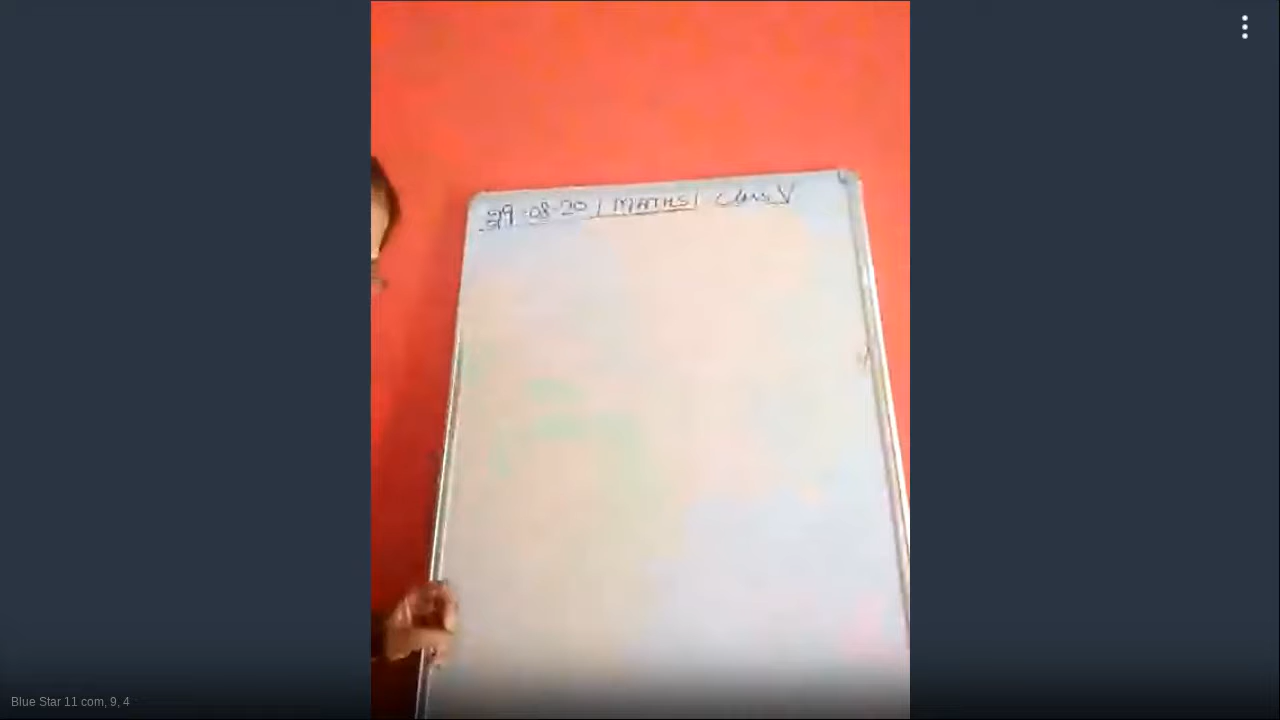 29-08-20 | MATHS | Class V
Blue Star 11 com, 9, 4